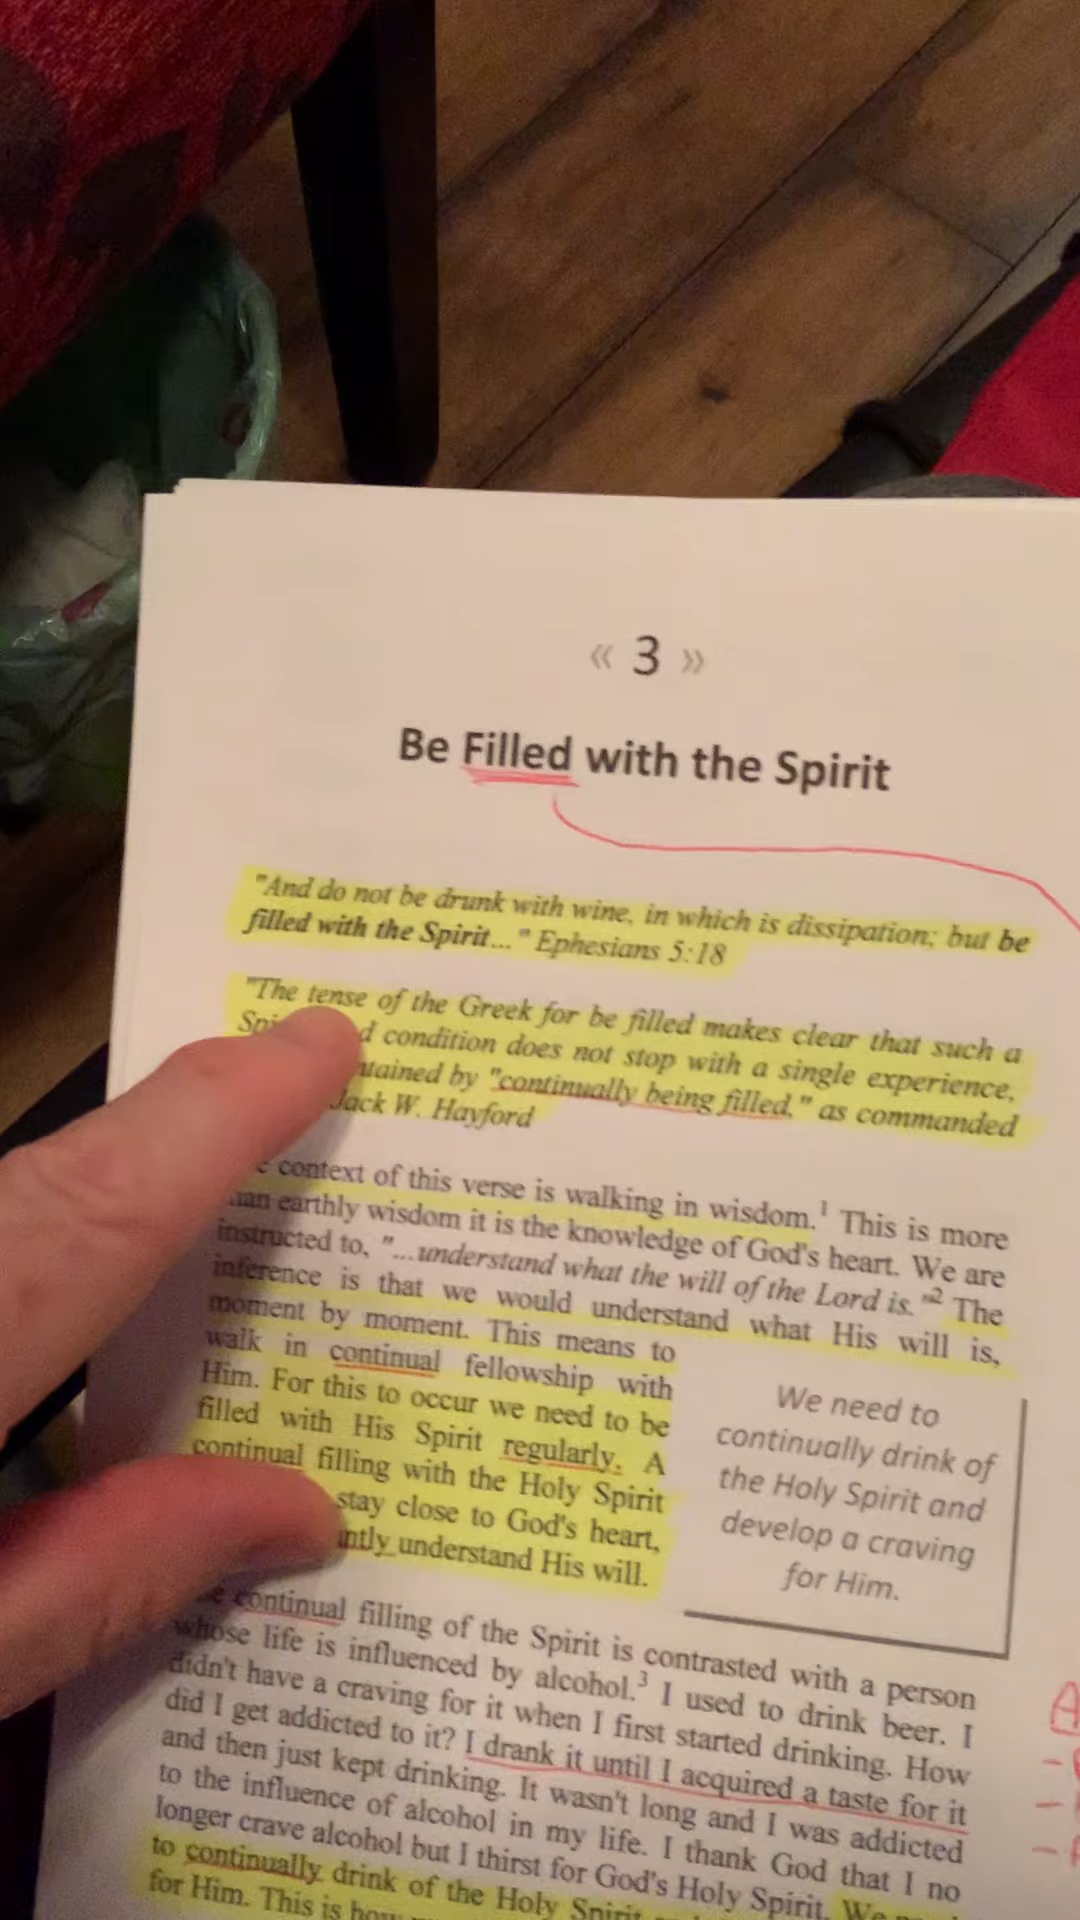 « 3 »
Be Filled with the Spirit
"And do not be drunk with wine, in which is dissipation; but be
filled with the Spirit..." Ephesians 5:18
"The tense of the Greek for be filled makes clear that such a
condition does not stop with a single experience,
by "continually being filled," as commanded
Jack W. Hayford
context of this verse is walking in wisdom.1 This is more
earthly wisdom it is the knowledge of God's heart. We are
instructed to, "...understand what the will of the Lord is."2 The
inference is that we would understand what His will is,
moment by moment. This means to
walk in continual fellowship with
Him. For this to occur we need to be
filled with His Spirit regularly. A
continual filling with the Holy Spirit
stay close to God's heart,
understand His will.
We need to
continually drink of
the Holy Spirit and
develop a craving
for Him.
continual filling of the Spirit is contrasted with a person
whose life is influenced by alcohol.3 I used to drink beer. I
didn't have a craving for it when I first started drinking. How
did I get addicted to it? I drank it until I acquired a taste for it
and then just kept drinking. It wasn't long and I was addicted
to the influence of alcohol in my life. I thank God that I no
longer crave alcohol but I thirst for God's Holy Spirit. We need
to continually drink of the Holy Spirit
for Him. This is how